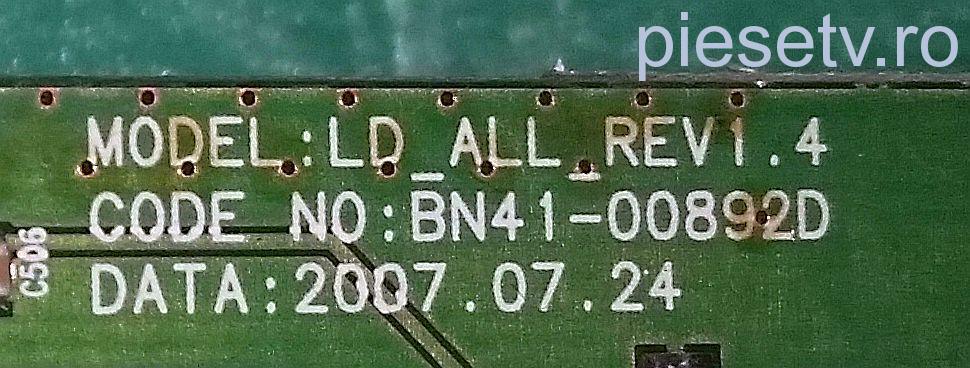 piesetv.ro
MODEL:LD_ALL_REV1.4
CODE NO:BN41-00892D
DATA:2007.07.24
C506